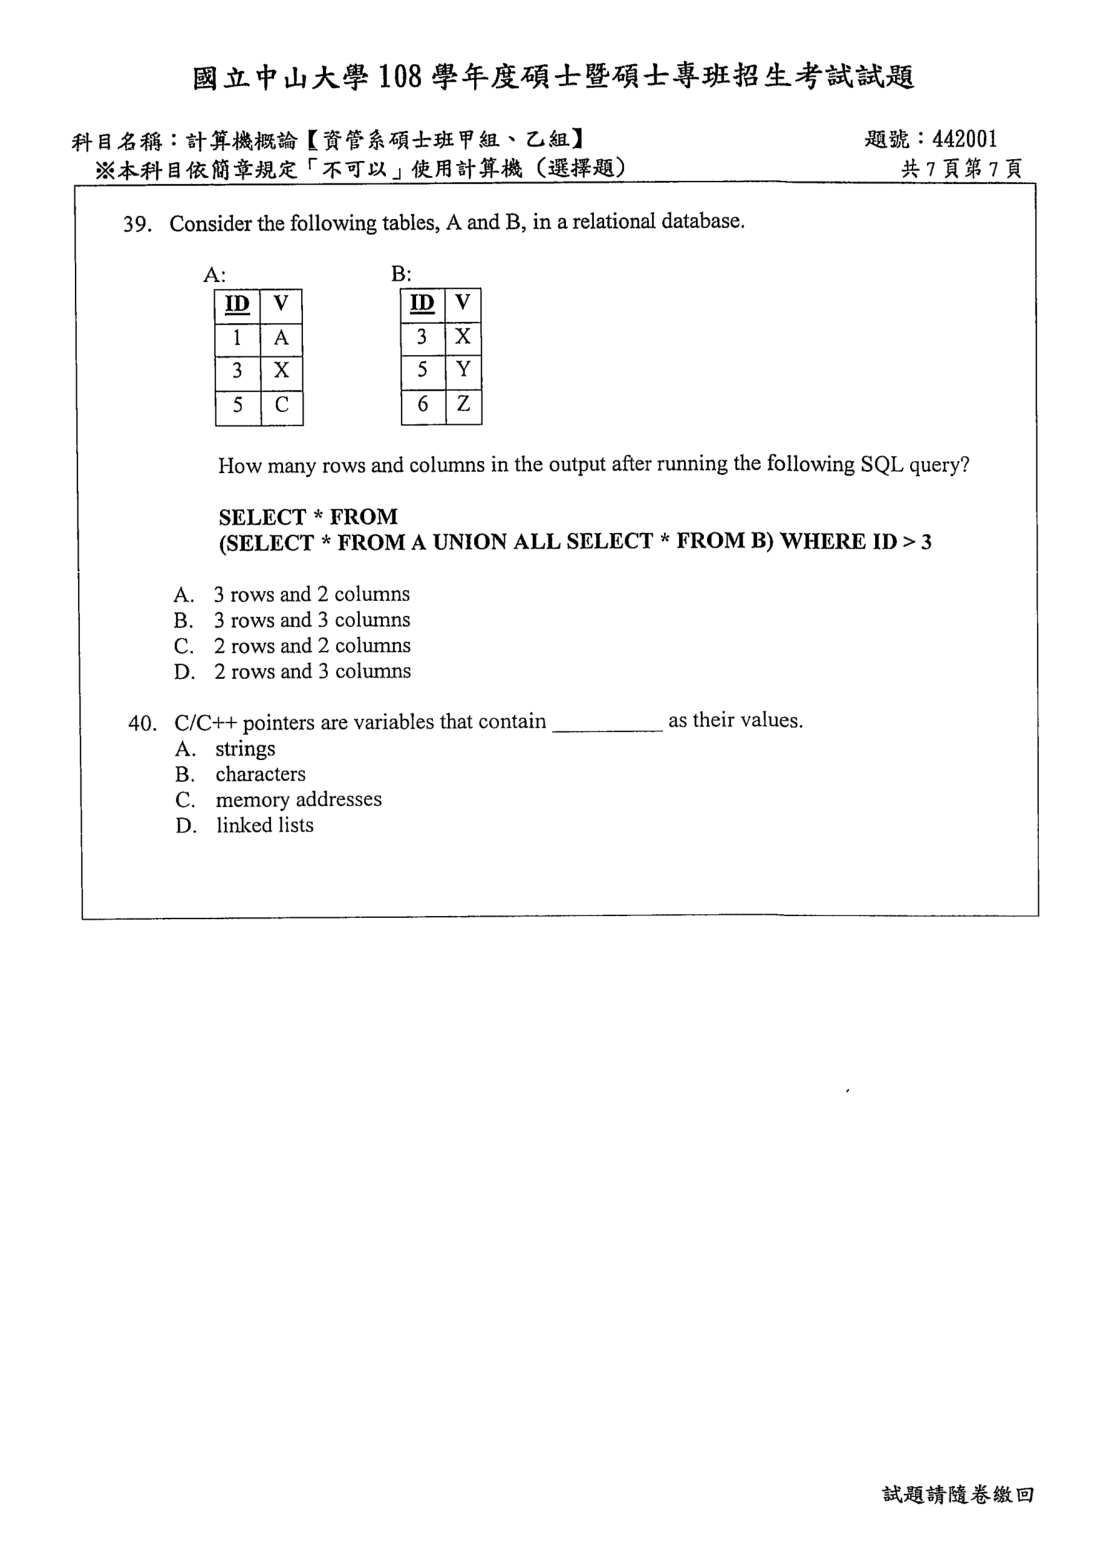 國立中山大學 108 學年度碩士暨碩士專班招生考試試題
科目名稱：計算機概論【資管系碩士班甲組、乙組】 題號：442001
※本科目依簡章規定「不可以」使用計算機（選擇題） 共 7 頁第 7 頁
39. Consider the following tables, A and B, in a relational database.
A: B:
ID V ID V
1 A 3 X
3 X 5 Y
5 C 6 Z
How many rows and columns in the output after running the following SQL query?
SELECT * FROM
(SELECT * FROM A UNION ALL SELECT * FROM B) WHERE ID > 3
A. 3 rows and 2 columns
B. 3 rows and 3 columns
C. 2 rows and 2 columns
D. 2 rows and 3 columns
40. C/C++ pointers are variables that contain __________ as their values.
A. strings
B. characters
C. memory addresses
D. linked lists
試題請隨卷繳回